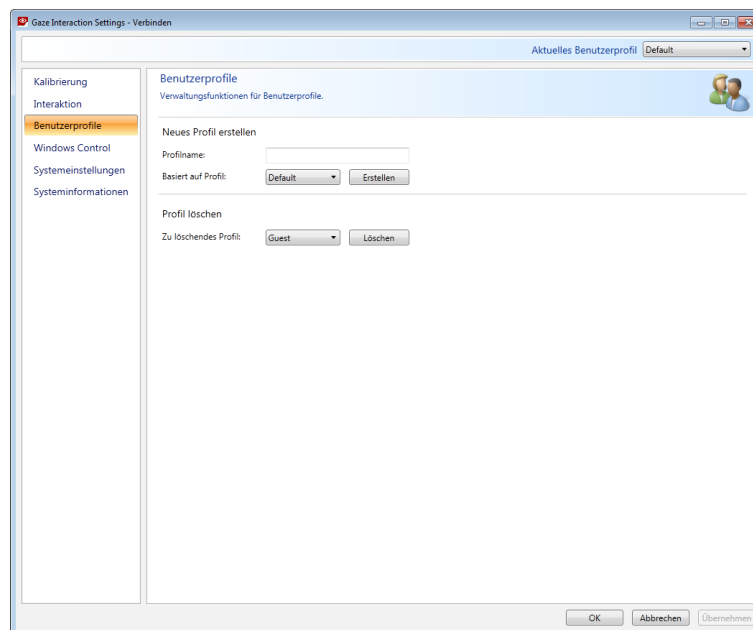 Gaze Interaction Settings - Verbinden
Aktuelles Benutzerprofil Default
Kalibrierung
Interaktion
Benutzerprofile
Windows Control
Systemeinstellungen
Systeminformationen
Benutzerprofile
Verwaltungsfunktionen für Benutzerprofile.
Neues Profil erstellen
Profilname:
Basiert auf Profil: Default Erstellen
Profil löschen
Zu löschendes Profil: Guest Löschen
OK Abbrechen Übernehmen